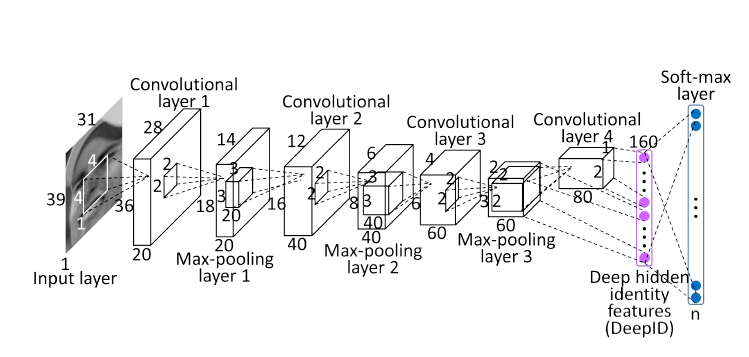 Convolutional
layer 1
Convolutional
layer 2
Convolutional
layer 3
Convolutional
layer 4
Soft-max
layer
31
39
1
4
4
1
Input layer
28
36
20
2
2
14
18
20
3
3
20
Max-pooling
layer 1
12
16
40
2
2
6
8
40
3
3
40
Max-pooling
layer 2
4
6
60
2
2
2
2
3
2
60
Max-pooling
layer 3
1
2
80
160
Deep hidden
identity
features
(DeepID)
n